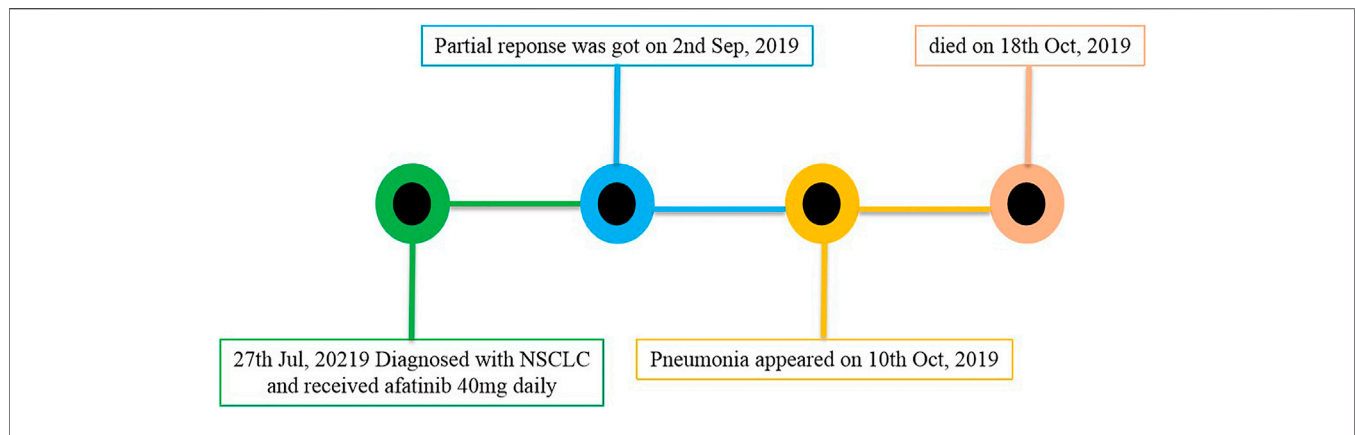 Partial reponse was got on 2nd Sep, 2019
died on 18th Oct, 2019
27th Jul, 20219 Diagnosed with NSCLC
and received afatinib 40mg daily
Pneumonia appeared on 10th Oct, 2019